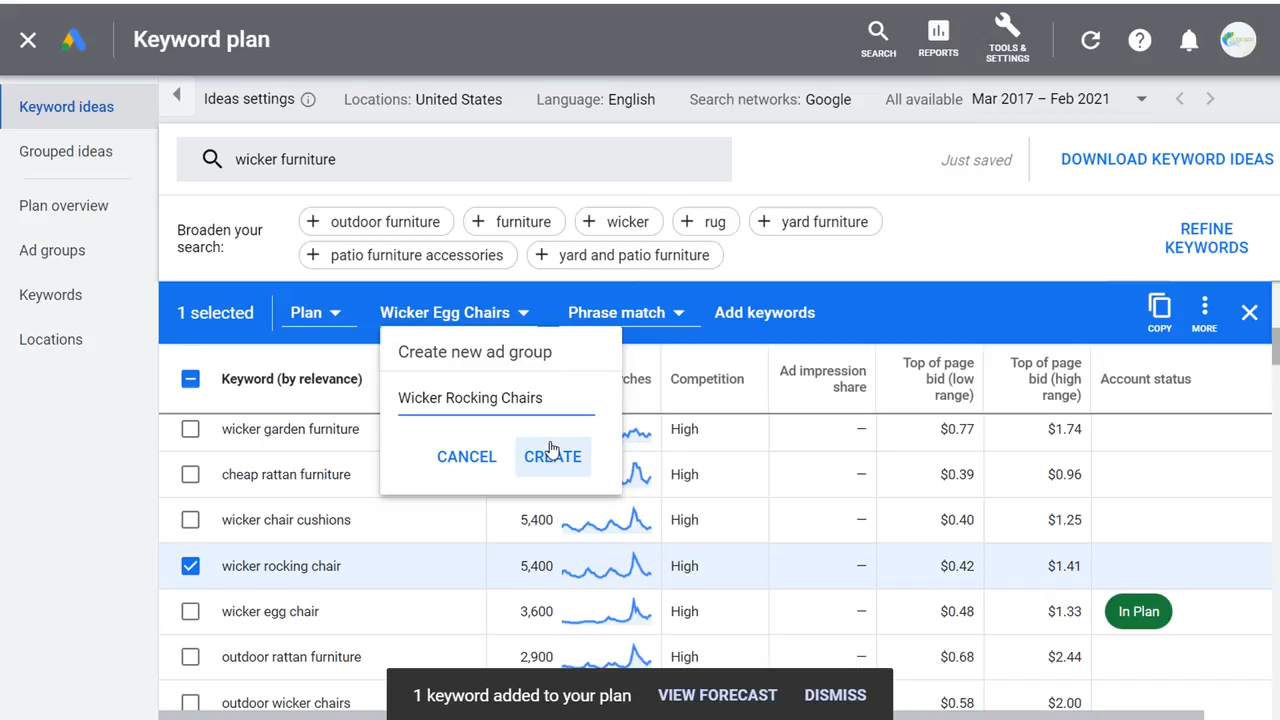 Keyword plan
SEARCH
REPORTS
TOOLS &
SETTINGS
Keyword ideas
Grouped ideas
Plan overview
Ad groups
Keywords
Locations
Ideas settings
Locations: United States
Language: English
Search networks: Google
All available Mar 2017 – Feb 2021
wicker furniture
Just saved
DOWNLOAD KEYWORD IDEAS
Broaden your
search:
+ outdoor furniture
+ furniture
+ wicker
+ rug
+ yard furniture
+ patio furniture accessories
+ yard and patio furniture
REFINE
KEYWORDS
1 selected
Plan
Wicker Egg Chairs
Phrase match
Add keywords
COPY
MORE
Create new ad group
Wicker Rocking Chairs
CANCEL
CREATE
Keyword (by relevance)
ches
Competition
Ad impression
share
Top of page
bid (low
range)
Top of page
bid (high
range)
Account status
wicker garden furniture High – $0.77 $1.74
cheap rattan furniture High – $0.39 $0.96
wicker chair cushions 5,400 High – $0.40 $1.25
wicker rocking chair 5,400 High – $0.42 $1.41
wicker egg chair 3,600 High – $0.48 $1.33 In Plan
outdoor rattan furniture 2,900 High – $0.68 $2.44
outdoor wicker chairs $0.58 $2.00
1 keyword added to your plan VIEW FORECAST DISMISS